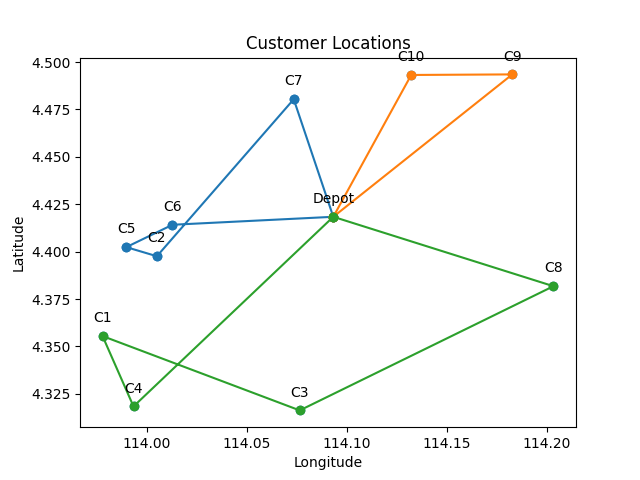 Customer Locations
C10
C9
4.500
C7
4.475
4.450
Depot
4.425
C6
C5
C2
4.400
C8
4.375
C1
4.350
C4
C3
4.325
Latitude
114.00
114.05
114.10
114.15
114.20
Longitude